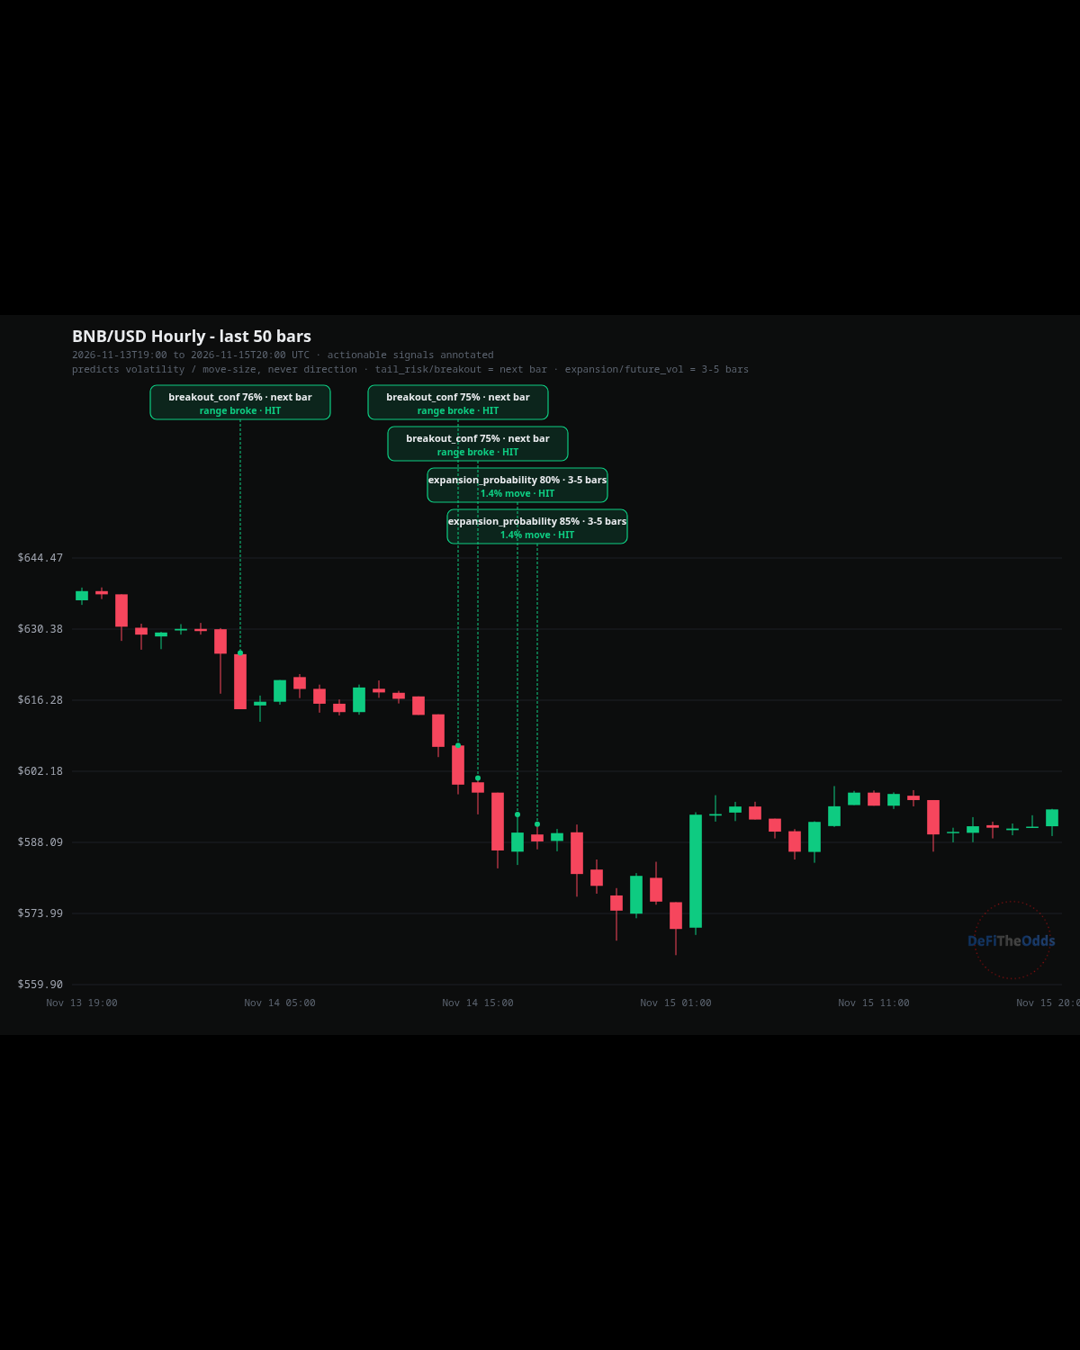 BNB/USD Hourly - last 50 bars
2026-11-13T19:00 to 2026-11-15T20:00 UTC · actionable signals annotated
predicts volatility / move-size, never direction · tail_risk/breakout = next bar · expansion/future_vol = 3-5 bars
breakout_conf 76% · next bar
range broke · HIT
breakout_conf 75% · next bar
range broke · HIT
breakout_conf 75% · next bar
range broke · HIT
expansion_probability 80% · 3-5 bars
1.4% move · HIT
expansion_probability 85% · 3-5 bars
1.4% move · HIT
$644.47
$630.38
$616.28
$602.18
$588.09
$573.99
$559.90
DeFiTheOdds
Nov 13 19:00
Nov 14 05:00
Nov 14 15:00
Nov 15 01:00
Nov 15 11:00
Nov 15 20:0